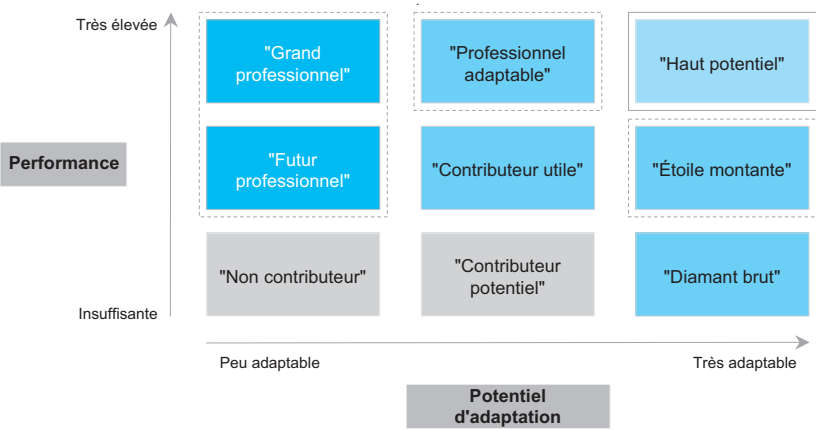 Très élevée
"Grand
professionnel"
"Professionnel
adaptable"
"Haut potentiel"
Performance
"Futur
professionnel"
"Contributeur utile"
"Étoile montante"
"Non contributeur"
"Contributeur
potentiel"
"Diamant brut"
Insuffisante
Peu adaptable
Très adaptable
Potentiel
d'adaptation